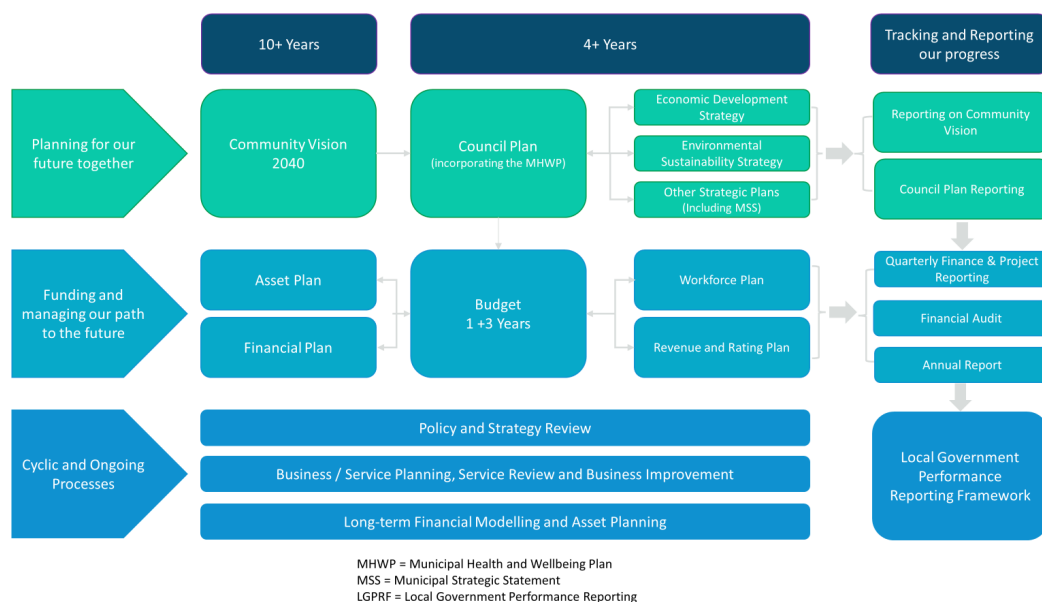 10+ Years
4+ Years
Tracking and Reporting
our progress
Planning for our
future together
Community Vision
2040
Council Plan
(incorporating the MHWP)
Economic Development
Strategy
Environmental
Sustainability Strategy
Other Strategic Plans
(Including MSS)
Reporting on Community
Vision
Council Plan Reporting
Funding and
managing our path
to the future
Asset Plan
Financial Plan
Budget
1 +3 Years
Workforce Plan
Revenue and Rating Plan
Quarterly Finance & Project
Reporting
Financial Audit
Annual Report
Cyclic and Ongoing
Processes
Policy and Strategy Review
Business / Service Planning, Service Review and Business Improvement
Long-term Financial Modelling and Asset Planning
Local Government
Performance
Reporting Framework
MHWP = Municipal Health and Wellbeing Plan
MSS = Municipal Strategic Statement
LGPRF = Local Government Performance Reporting